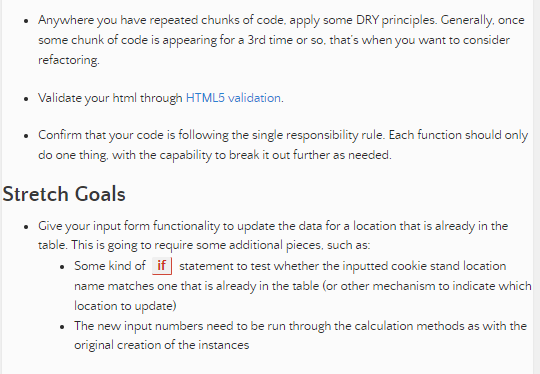 Anywhere you have repeated chunks of code, apply some DRY principles. Generally, once
some chunk of code is appearing for a 3rd time or so, that's when you want to consider
refactoring.
Validate your html through HTML5 validation.
Confirm that your code is following the single responsibility rule. Each function should only
do one thing, with the capability to break it out further as needed.
Stretch Goals
Give your input form functionality to update the data for a location that is already in the
table. This is going to require some additional pieces, such as:
Some kind of if statement to test whether the inputted cookie stand location
name matches one that is already in the table (or other mechanism to indicate which
location to update)
The new input numbers need to be run through the calculation methods as with the
original creation of the instances